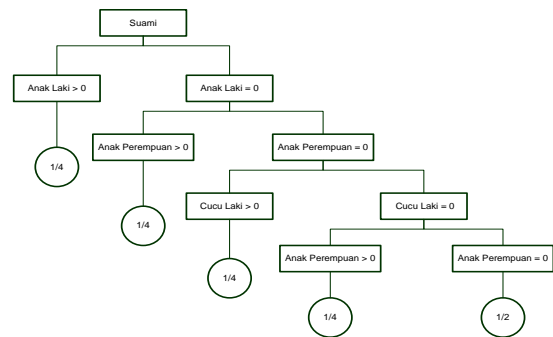 Suami
Anak Laki > 0
Anak Laki = 0
Anak Perempuan > 0
Anak Perempuan = 0
1/4
Cucu Laki > 0
Cucu Laki = 0
1/4
Anak Perempuan > 0
Anak Perempuan = 0
1/4
1/4
1/2